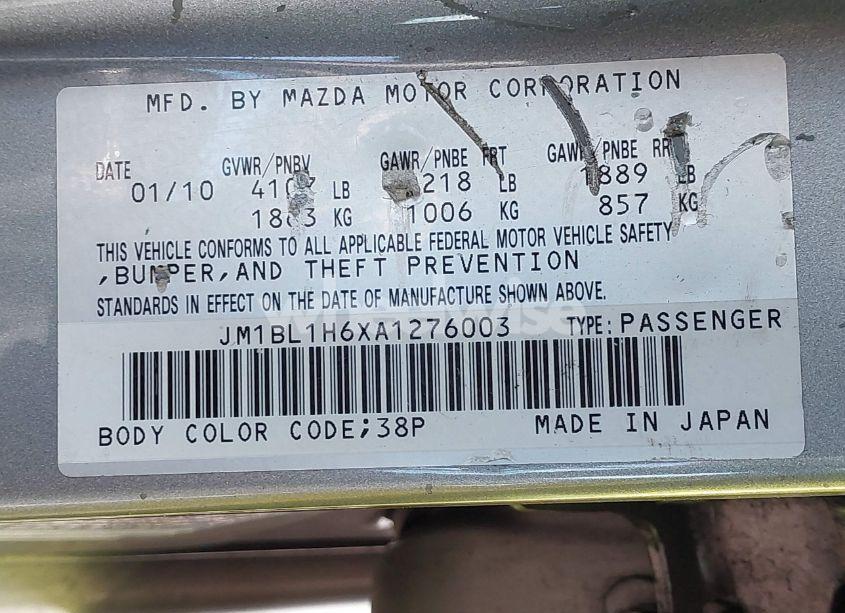 MFD. BY MAZDA MOTOR CORPORATION
DATE GVWR/PNBV GAWR/PNBE FRT GAWR/PNBE RR
01/10 LB 218 LB 1889 LB
KG 1006 KG 857 KG
THIS VEHICLE CONFORMS TO ALL APPLICABLE FEDERAL MOTOR VEHICLE SAFETY
,BUMPER,AND THEFT PREVENTION
STANDARDS IN EFFECT ON THE DATE OF MANUFACTURE SHOWN ABOVE.
JM1BL1H6XA1276003 TYPE: PASSENGER
BODY COLOR CODE;38P MADE IN JAPAN